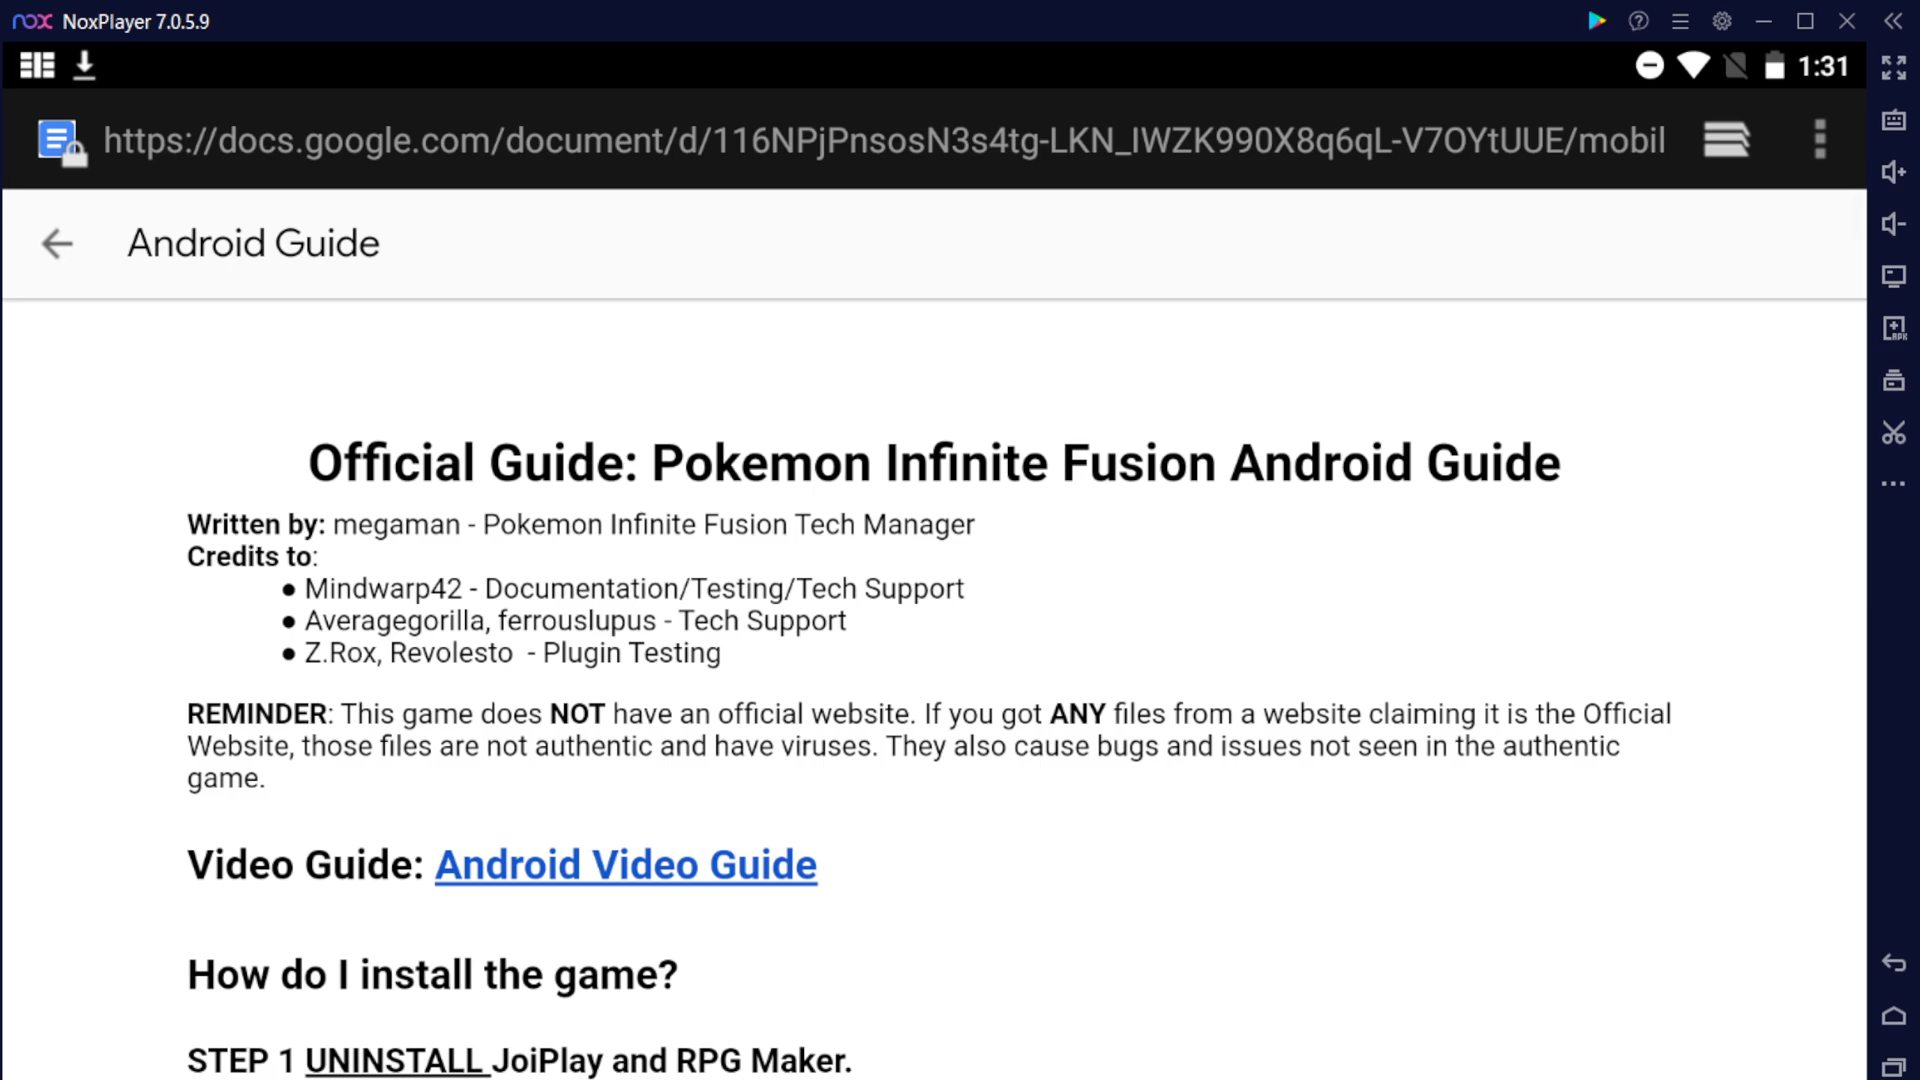 nox NoxPlayer 7.0.5.9
1:31
https://docs.google.com/document/d/116NPjPnsosN3s4tg-LKN_IWZK990X8q6qL-V7OYtUUE/mobil
Android Guide
Official Guide: Pokemon Infinite Fusion Android Guide
Written by: megaman - Pokemon Infinite Fusion Tech Manager
Credits to:
● Mindwarp42 - Documentation/Testing/Tech Support
● Averagegorilla, ferrouslupus - Tech Support
● Z.Rox, Revolesto - Plugin Testing
REMINDER: This game does NOT have an official website. If you got ANY files from a website claiming it is the Official
Website, those files are not authentic and have viruses. They also cause bugs and issues not seen in the authentic
game.
Video Guide: Android Video Guide
How do I install the game?
STEP 1 UNINSTALL JoiPlay and RPG Maker.